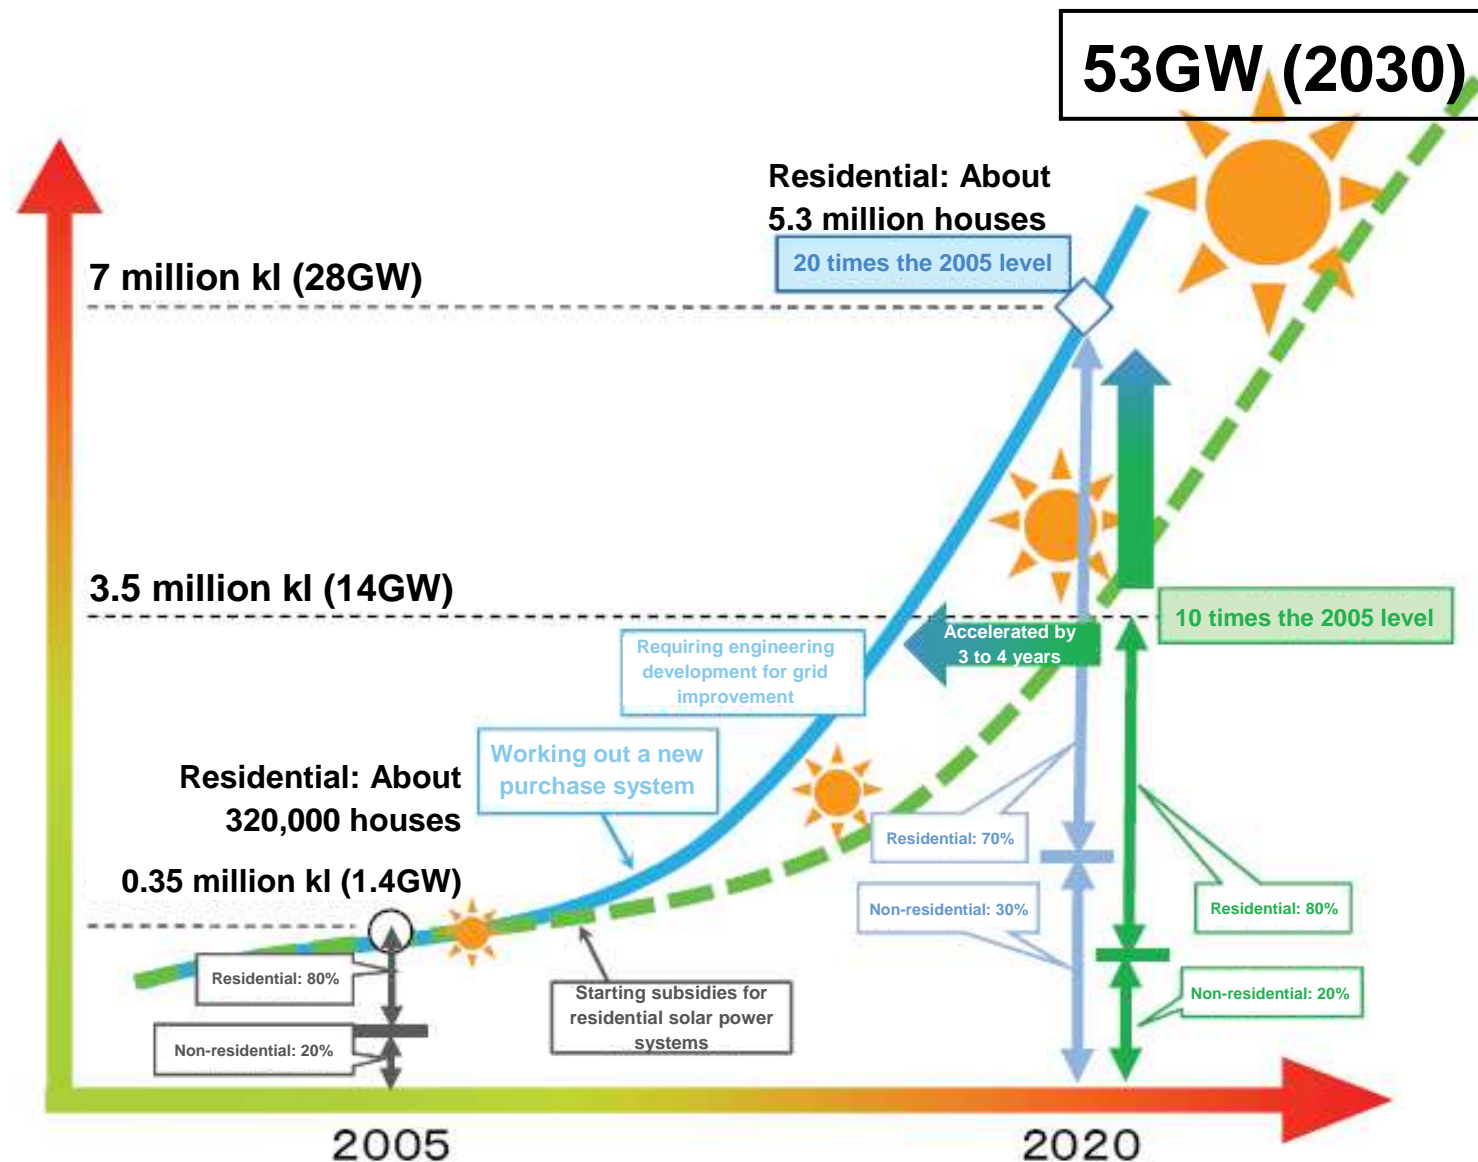 53GW (2030)
Residential: About
5.3 million houses
20 times the 2005 level
7 million kl (28GW)
3.5 million kl (14GW)
10 times the 2005 level
Accelerated by
3 to 4 years
Requiring engineering
development for grid
improvement
Working out a new
purchase system
Residential: About
320,000 houses
0.35 million kl (1.4GW)
Residential: 70%
Non-residential: 30%
Residential: 80%
Non-residential: 20%
Residential: 80%
Non-residential: 20%
Starting subsidies for
residential solar power
systems
2005
2020